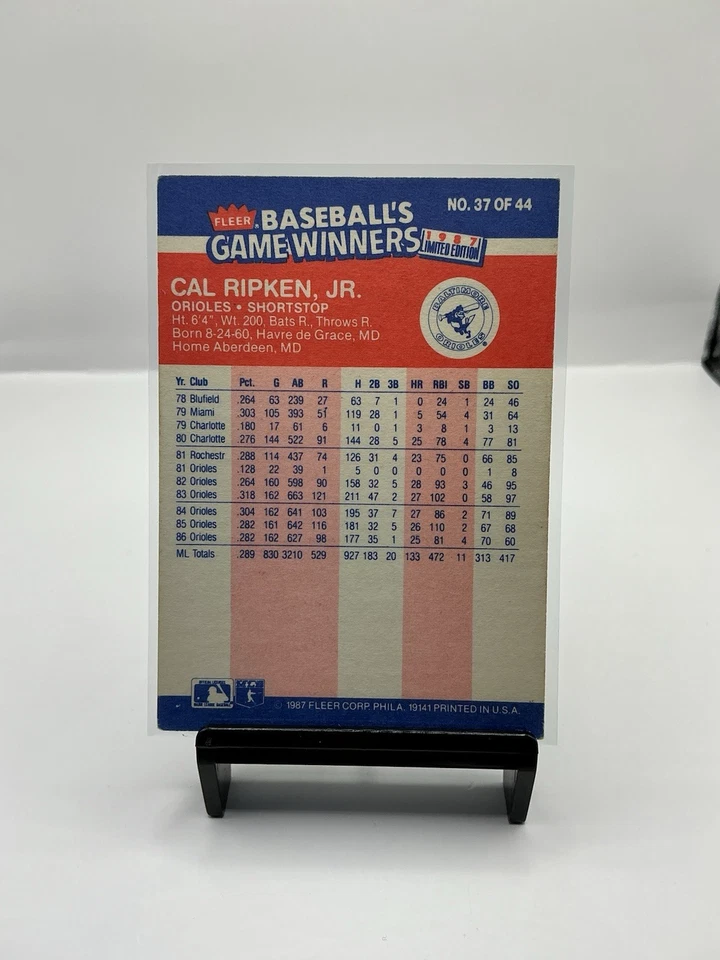 NO. 37 OF 44
FLEER BASEBALL'S
GAME WINNERS 1987
LIMITED EDITION
CAL RIPKEN, JR.
ORIOLES • SHORTSTOP
Ht. 6'4", Wt. 200, Bats R., Throws R.
Born 8-24-60, Havre de Grace, MD
Home Aberdeen, MD
BALTIMORE
ORIOLES
Yr. Club Pct. G AB R H 2B 3B HR RBI SB BB SO
78 Blufield .264 63 239 27 63 7 1 0 24 1 24 46
79 Miami .303 105 393 51 119 28 1 5 54 4 31 64
79 Charlotte .180 17 61 6 11 0 1 3 8 1 3 13
80 Charlotte .276 144 522 91 144 28 5 25 78 4 77 81
81 Rochestr .288 114 437 74 126 31 4 23 75 0 66 85
81 Orioles .128 22 39 1 5 0 0 0 0 0 1 8
82 Orioles .264 160 598 90 158 32 5 28 93 3 46 95
83 Orioles .318 162 663 121 211 47 2 27 102 0 58 97
84 Orioles .304 162 641 103 195 37 7 27 86 2 71 89
85 Orioles .282 161 642 116 181 32 5 26 110 2 67 68
86 Orioles .282 162 627 98 177 35 1 25 81 4 70 60
ML Totals .289 830 3210 529 927 183 20 133 472 11 313 417
© 1987 FLEER CORP. PHILA. 19141 PRINTED IN U.S.A.